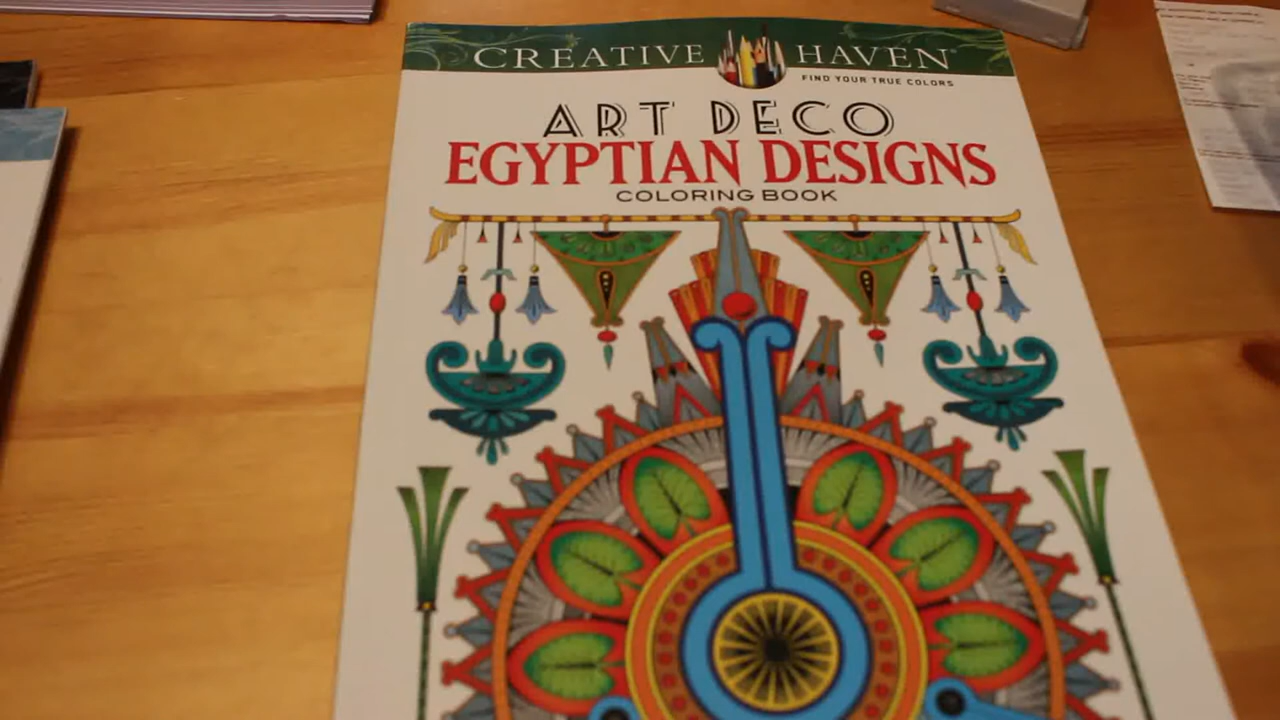 CREATIVE HAVEN®
FIND YOUR TRUE COLORS
ART DECO
EGYPTIAN DESIGNS
COLORING BOOK